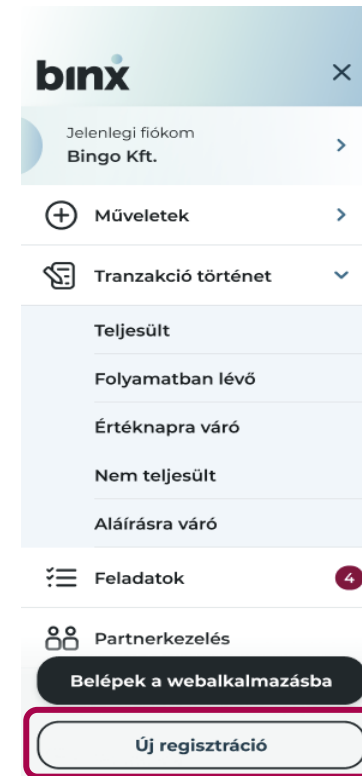 binx
Jelenlegi fiókom
Bingo Kft.
Műveletek
Tranzakció történet
Teljesült
Folyamatban lévő
Értéknapra váró
Nem teljesült
Aláírásra váró
Feladatok
4
Partnerkezelés
Belépek a webalkalmazásba
Új regisztráció